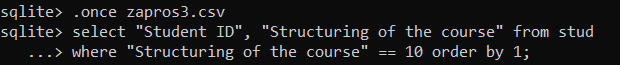 sqlite> .once zapros3.csv
sqlite> select "Student ID", "Structuring of the course" from stud
   ...> where "Structuring of the course" == 10 order by 1;